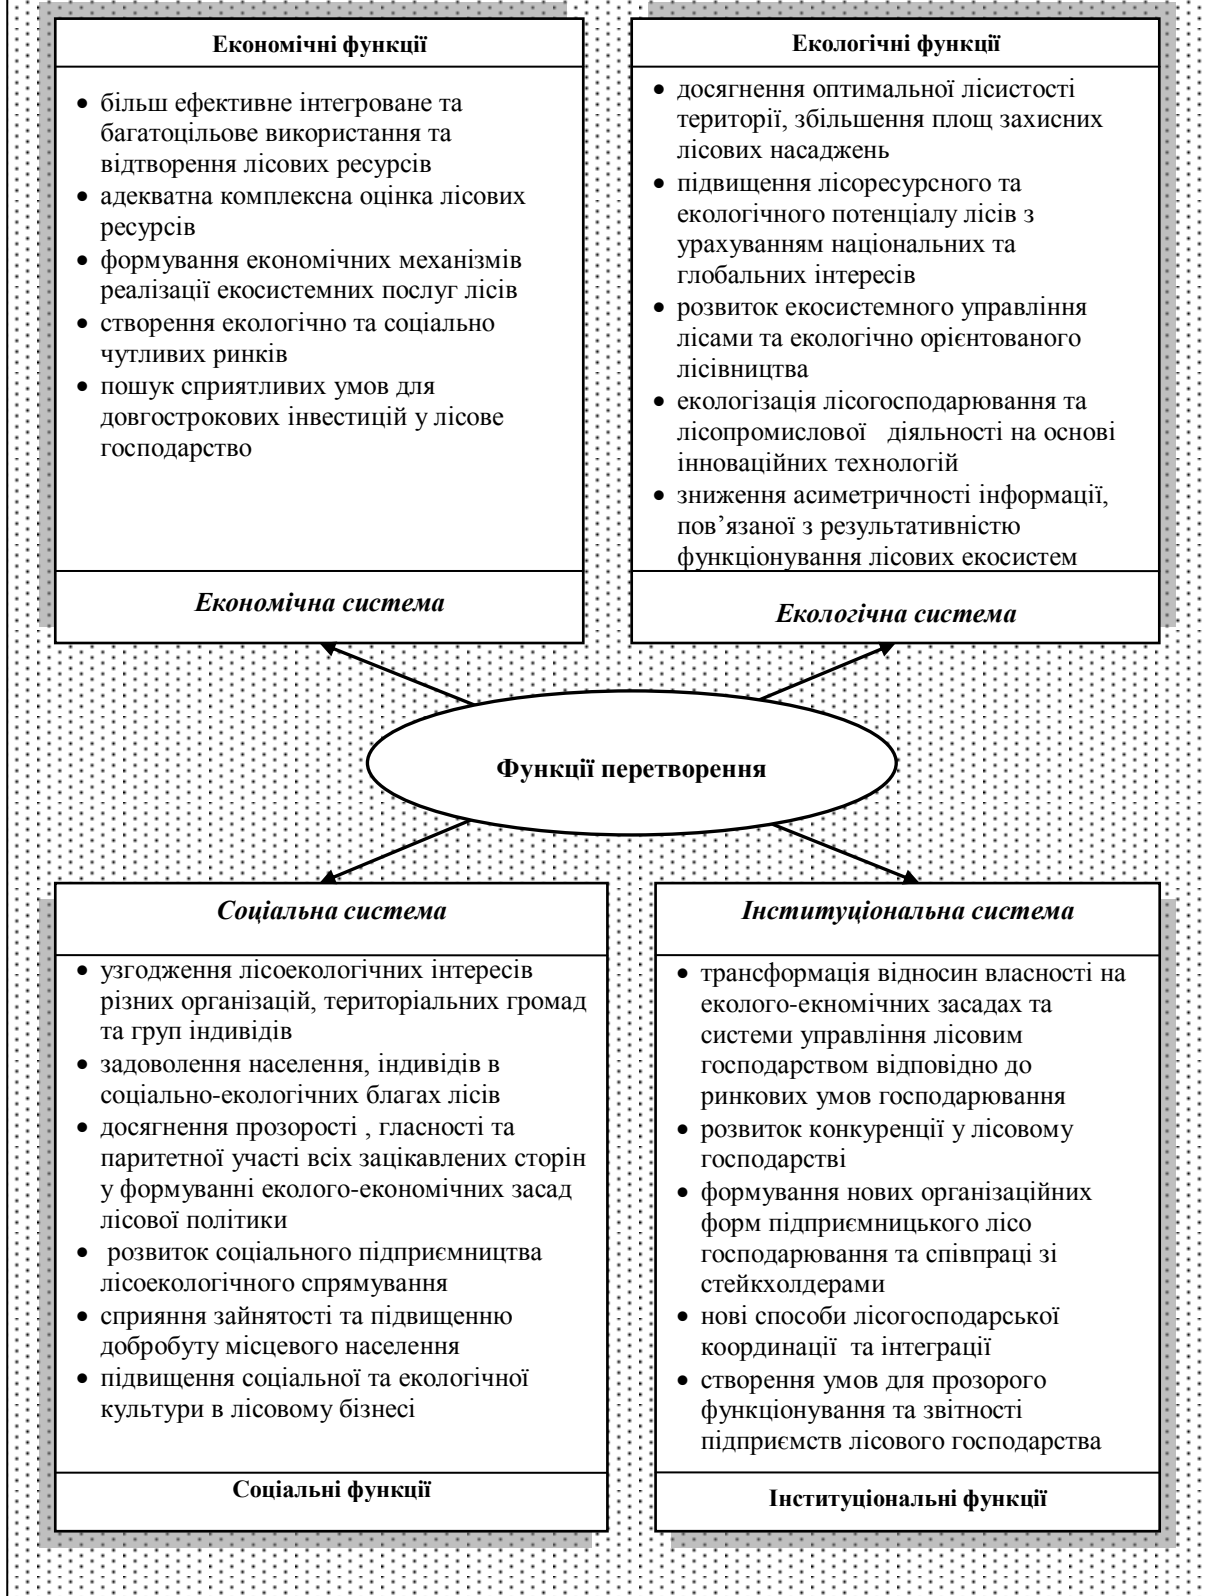 Економічні функції
• більш ефективне інтегроване та
багатоцільове використання та
відтворення лісових ресурсів
• адекватна комплексна оцінка лісових
ресурсів
• формування економічних механізмів
реалізації екосистемних послуг лісів
• створення екологічно та соціально
чутливих ринків
• пошук сприятливих умов для
довгострокових інвестицій у лісове
господарство
Економічна система
Екологічні функції
• досягнення оптимальної лісистості
території, збільшення площ захисних
лісових насаджень
• підвищення лісоресурсного та
екологічного потенціалу лісів з
урахуванням національних та
глобальних інтересів
• розвиток екосистемного управління
лісами та екологічно орієнтованого
лісівництва
• екологізація лісогосподарювання та
лісопромислової діяльності на основі
інноваційних технологій
• зниження асиметричності інформації,
пов’язаної з результативністю
функціонування лісових екосистем
Екологічна система
Функції перетворення
Соціальна система
• узгодження лісоекологічних інтересів
різних організацій, територіальних громад
та груп індивідів
• задоволення населення, індивідів в
соціально-екологічних благах лісів
• досягнення прозорості , гласності та
паритетної участі всіх зацікавлених сторін
у формуванні еколого-економічних засад
лісової політики
• розвиток соціального підприємництва
лісоекологічного спрямування
• сприяння зайнятості та підвищенню
добробуту місцевого населення
• підвищення соціальної та екологічної
культури в лісовому бізнесі
Соціальні функції
Інституціональна система
• трансформація відносин власності на
еколого-екномічних засадах та
системи управління лісовим
господарством відповідно до
ринкових умов господарювання
• розвиток конкуренції у лісовому
господарстві
• формування нових організаційних
форм підприємницького лісо
господарювання та співпраці зі
стейкхолдерами
• нові способи лісогосподарської
координації та інтеграції
• створення умов для прозорого
функціонування та звітності
підприємств лісового господарства
Інституціональні функції